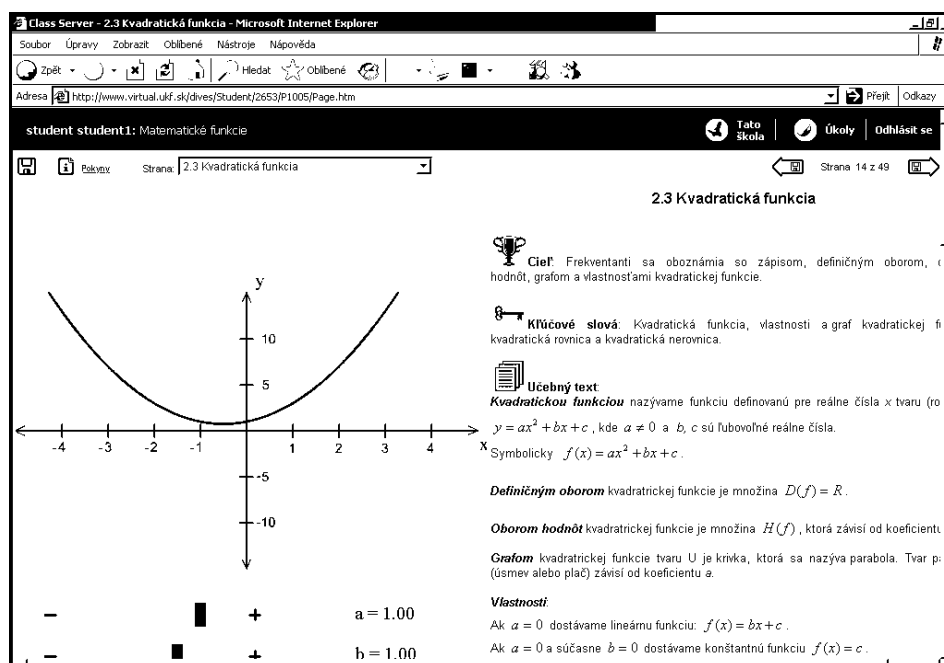 Class Server - 2.3 Kvadratická funkcia - Microsoft Internet Explorer
Soubor Úpravy Zobrazit Oblíbené Nástroje Nápověda
Zpět Hledat Oblíbené
Adresa http://www.virtual.ukf.sk/dives/Student/2653/P1005/Page.htm Přejít Odkazy
student student1: Matematické funkcie Tato škola Úkoly Odhlásit se
Pokyny Strana: 2.3 Kvadratická funkcia Strana 14 z 49
2.3 Kvadratická funkcia
Cieľ: Frekventanti sa oboznámia so zápisom, definičným oborom,
hodnôt, grafom a vlastnosťami kvadratickej funkcie.
Kľúčové slová: Kvadratická funkcia, vlastnosti a graf kvadratickej
kvadratická rovnica a kvadratická nerovnica.
Učebný text:
Kvadratickou funkciou nazývame funkciu definovanú pre reálne čísla x tvaru (ro
y = ax² + bx + c , kde a ≠ 0 a b, c sú ľubovoľné reálne čísla.
Symbolicky f(x) = ax² + bx + c .
Definičným oborom kvadratrickej funkcie je množina D(f) = R .
Oborom hodnôt kvadratrickej funkcie je množina H(f) , ktorá závisí od koeficientu
Grafom kvadratrickej funkcie tvaru U je krivka, ktorá sa nazýva parabola. Tvar
(úsmev alebo plač) závisí od koeficientu a.
Vlastnosti:
Ak a = 0 dostávame lineárnu funkciu: f(x) = bx + c .
Ak a = 0 a súčasne b = 0 dostávame konštantnú funkciu f(x) = c .
y
10
5
-4 -3 -2 -1 1 2 3 4 x
-5
-10
− + a = 1.00
− + b = 1.00